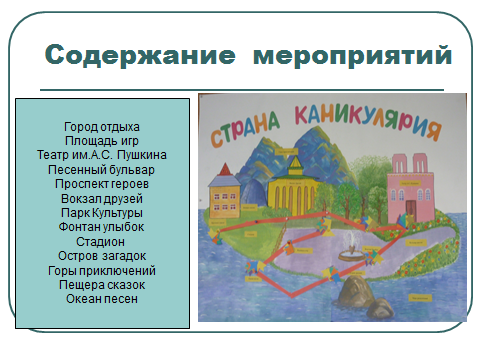 Содержание мероприятий
Город отдыха
Площадь игр
Театр им.А.С. Пушкина
Песенный бульвар
Проспект героев
Вокзал друзей
Парк Культуры
Фонтан улыбок
Стадион
Остров загадок
Горы приключений
Пещера сказок
Океан песен
СТРАНА КАНИКУЛЯРИЯ